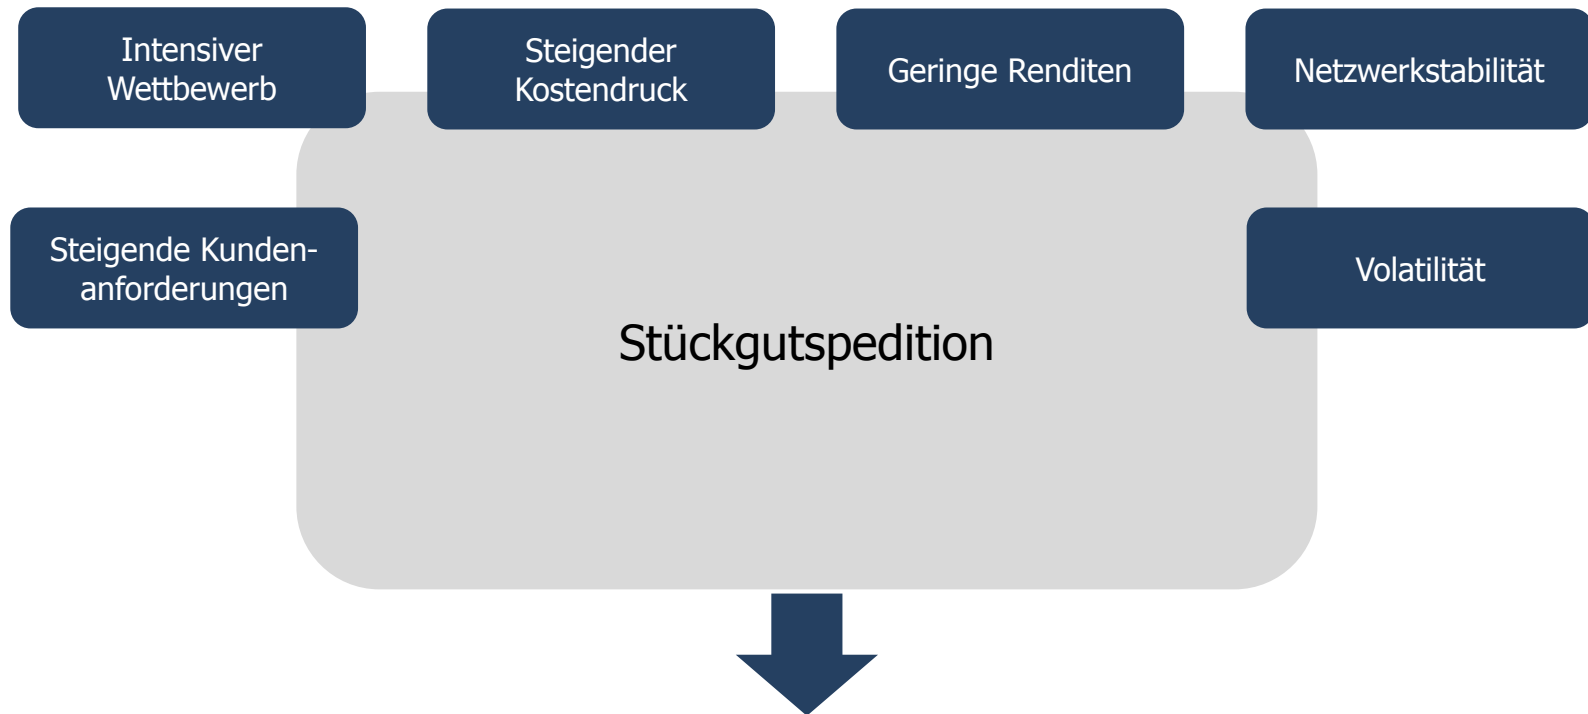 Intensiver
Wettbewerb
Steigender
Kostendruck
Geringe Renditen
Netzwerkstabilität
Steigende Kunden-
anforderungen
Volatilität
Stückgutspedition